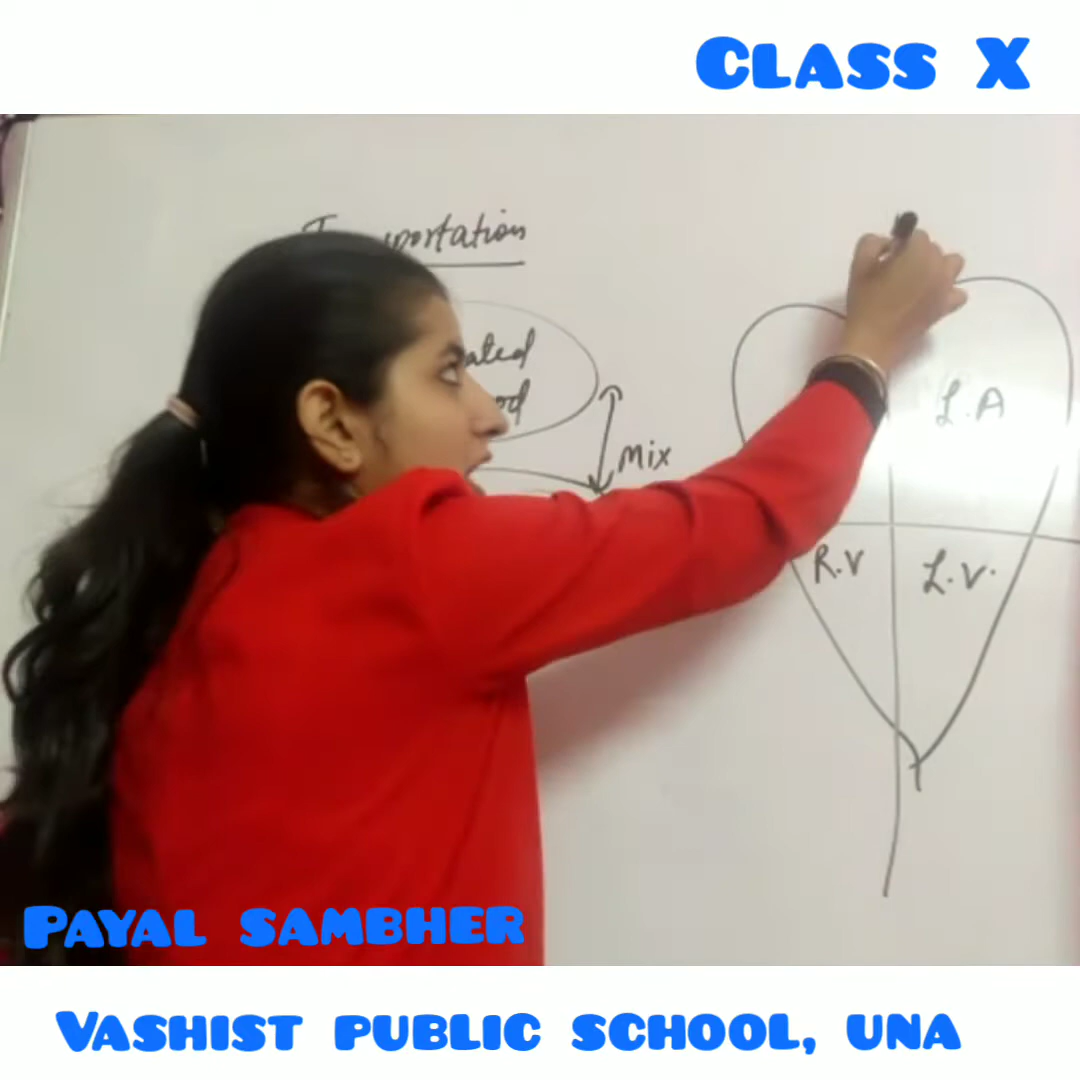 CLASS X
Transportation
Mix
L.A
R.V
L.V.
PAYAL SAMBHER
VASHIST PUBLIC SCHOOL, UNA